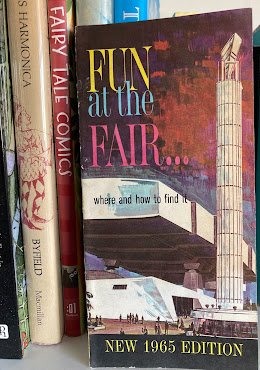 S HARMONICA
BYFIELD
Macmillan
FAIRY TALE COMICS
:01
FUN
at the
FAIR...
where and how to find it
NEW 1965 EDITION